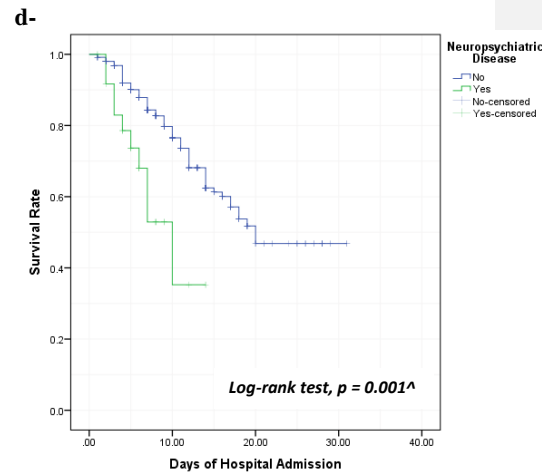 d-
Neuropsychiatric
Disease
No
Yes
No-censored
Yes-censored
1.0
0.8
0.6
0.4
0.2
0.0
Survival Rate
Log-rank test, p = 0.001^
.00
10.00
20.00
30.00
40.00
Days of Hospital Admission